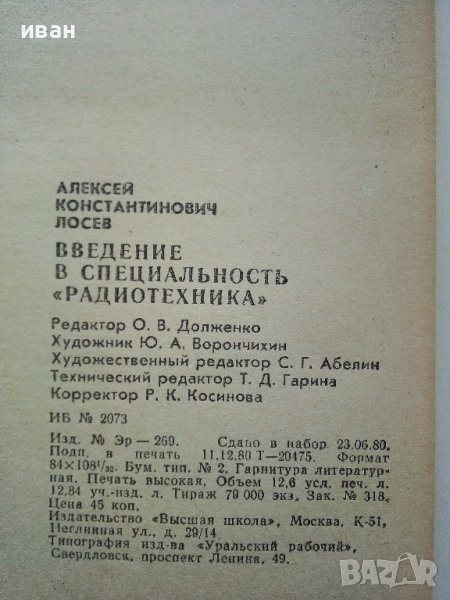 иван
АЛЕКСЕЙ
КОНСТАНТИНОВИЧ
ЛОСЕВ
ВВЕДЕНИЕ
В СПЕЦИАЛЬНОСТЬ
«РАДИОТЕХНИКА»
Редактор О. В. Долженко
Художник Ю. А. Ворончихин
Художественный редактор С. Г. Абелин
Технический редактор Т. Д. Гарина
Корректор Р. К. Косинова
ИБ № 2073
Изд. № Эр—269. Сдано в набор 23.06.80.
Подп. в печать 11.12.80 Т—20475. Формат
84×108¹/₃₂. Бум. тип. № 2. Гарнитура литератур-
ная. Печать высокая. Объем 12,6 усл. печ. л.
12,84 уч.-изд. л. Тираж 79 000 экз. Зак. № 318.
Цена 45 коп.
Издательство «Высшая школа», Москва, К-51,
Неглинная ул., д. 29/14
Типография изд-ва «Уральский рабочий»,
Свердловск, проспект Ленина, 49.
BAZAR